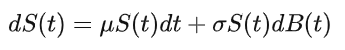 dS(t) = μS(t)dt + σS(t)dB(t)